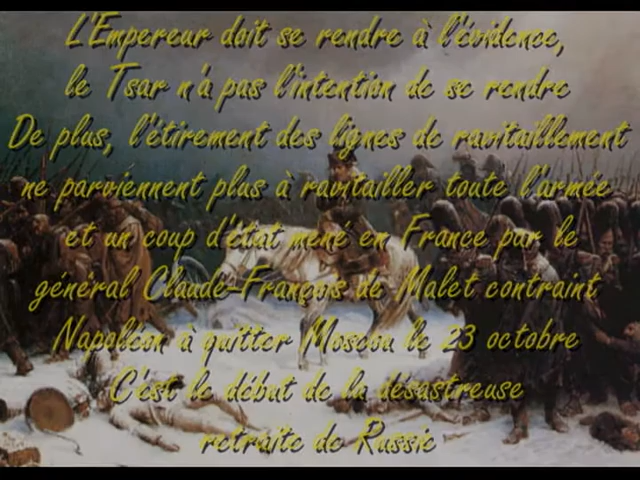 L'Empereur doit se rendre à l'évidence,
le Tsar n'a pas l'intention de se rendre
De plus, l'étirement des lignes de ravitaillement
ne parviennent plus à ravitailler toute l'armée
et un coup d'état mené en France par le
général Claude-François de Malet contraint
Napoléon à quitter Moscou le 23 octobre
C'est le début de la désastreuse
retraite de Russie